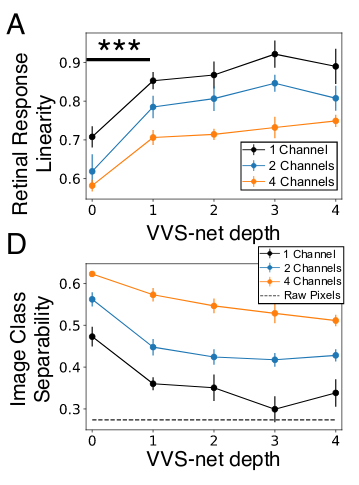 A
***
Retinal Response
Linearity
0.9
0.8
0.7
0.6
1 Channel
2 Channels
4 Channels
0 1 2 3 4
VVS-net depth
D
1 Channel
2 Channels
4 Channels
Raw Pixels
Image Class
Separability
0.6
0.5
0.4
0.3
0 1 2 3 4
VVS-net depth